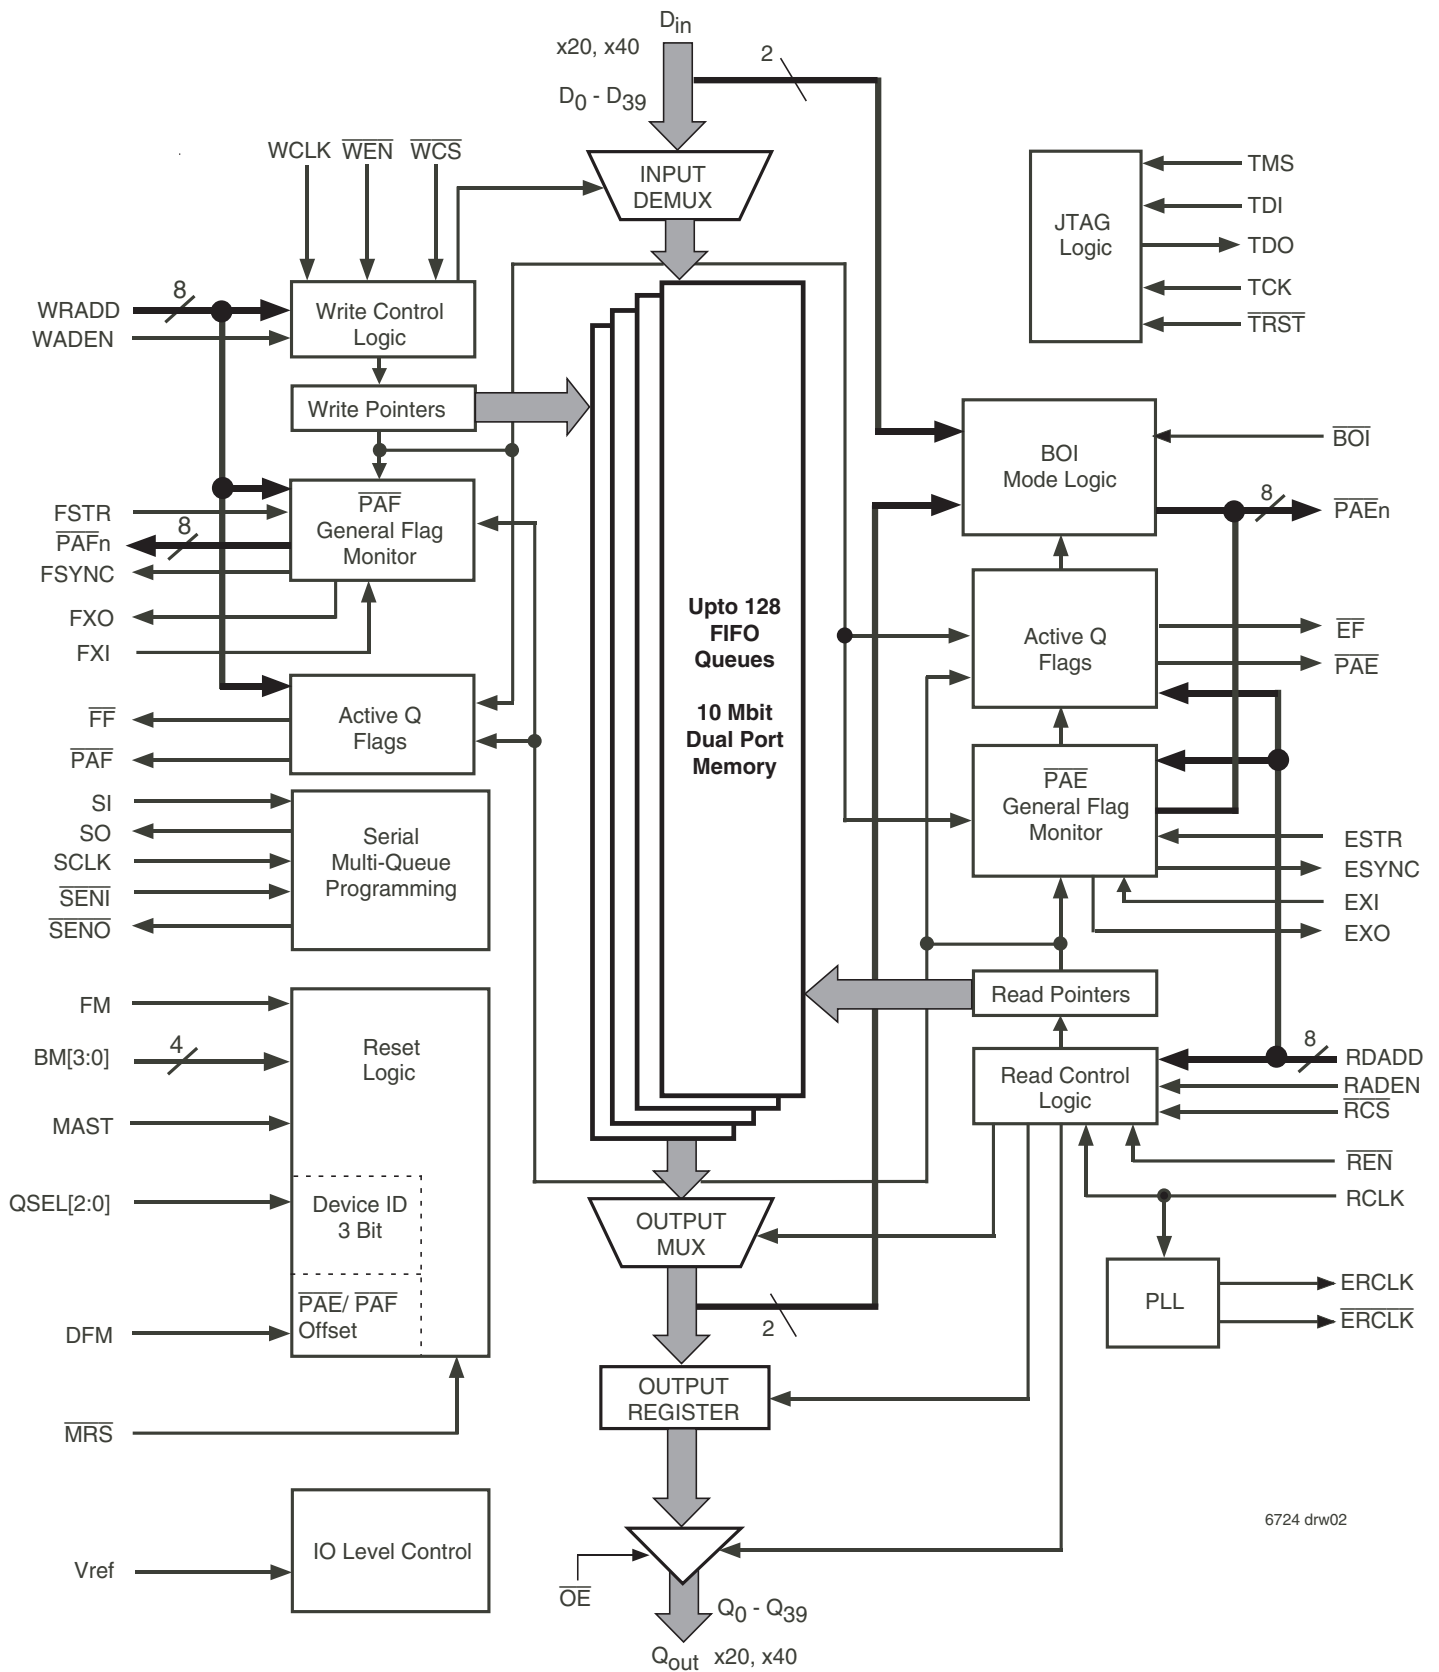 Din
x20, x40
2
D0 - D39
WCLK WEN WCS
INPUT
DEMUX
JTAG
Logic
TMS
TDI
TDO
TCK
TRST
WRADD
8
WADEN
Write Control
Logic
Write Pointers
BOI
Mode Logic
BOI
8
PAEn
FSTR
PAFn
8
FSYNC
FXO
FXI
PAF
General Flag
Monitor
Upto 128
FIFO
Queues
10 Mbit
Dual Port
Memory
Active Q
Flags
EF
PAE
FF
PAF
Active Q
Flags
PAE
General Flag
Monitor
ESTR
ESYNC
EXI
EXO
SI
SO
SCLK
SENI
SENO
Serial
Multi-Queue
Programming
Read Pointers
FM
BM[3:0]
4
MAST
QSEL[2:0]
DFM
MRS
Reset
Logic
Device ID
3 Bit
PAE/ PAF
Offset
Read Control
Logic
8
RDADD
RADEN
RCS
REN
RCLK
OUTPUT
MUX
PLL
ERCLK
ERCLK
2
OUTPUT
REGISTER
IO Level Control
Vref
OE
6724 drw02
Q0 - Q39
Qout x20, x40